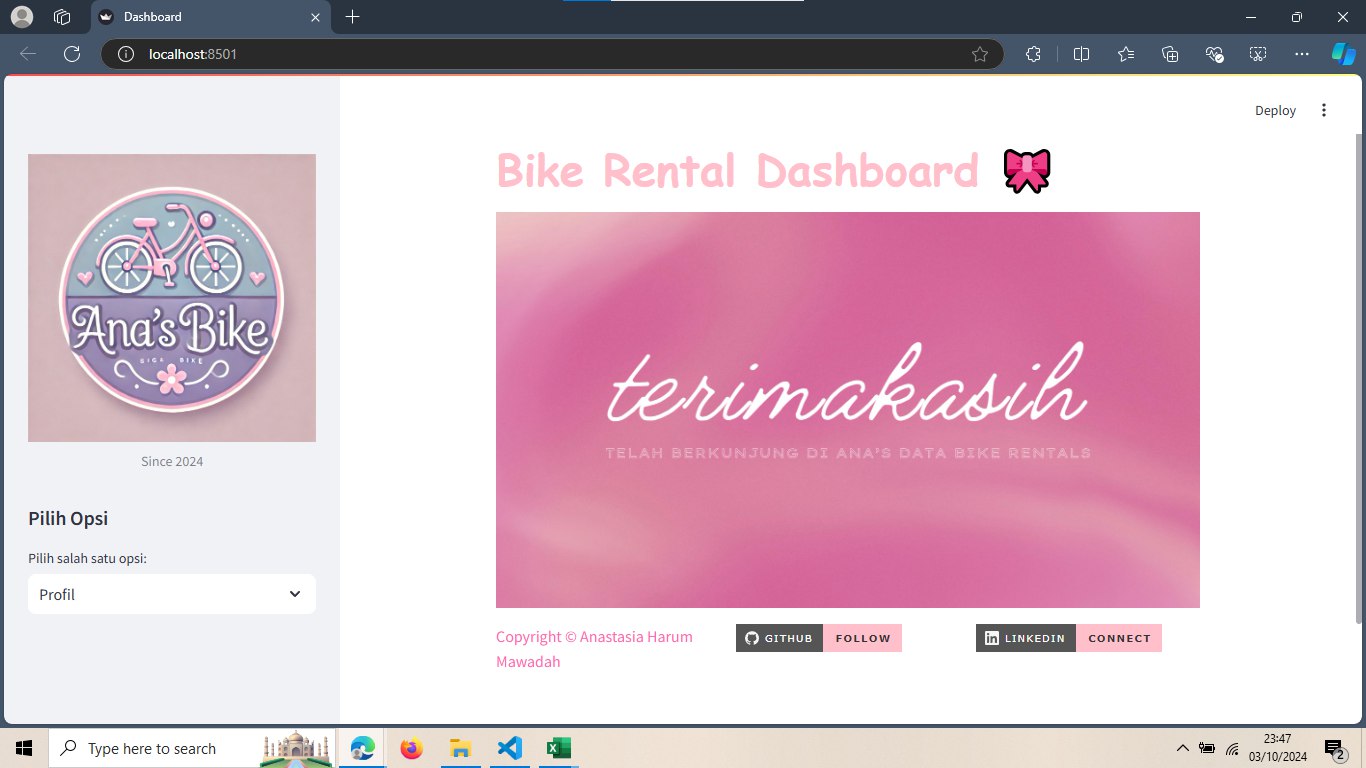 Dashboard
localhost:8501
Deploy
Ana's Bike
Since 2024
Pilih Opsi
Pilih salah satu opsi:
Profil
Bike Rental Dashboard
terimakasih
TELAH BERKUNJUNG DI ANA'S DATA BIKE RENTALS
Copyright © Anastasia Harum
Mawadah
GITHUB FOLLOW
LINKEDIN CONNECT
Type here to search
23:47
03/10/2024
2